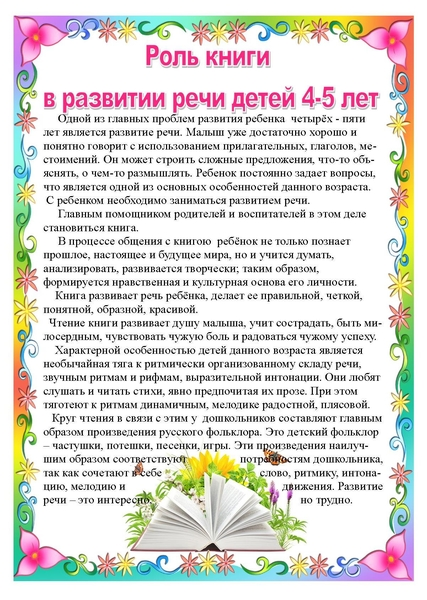 Роль книги
в развитии речи детей 4-5 лет
Одной из главных проблем развития ребенка четырёх - пяти
лет является развитие речи. Малыш уже достаточно хорошо и
понятно говорит с использованием прилагательных, глаголов, ме-
стоимений. Он может строить сложные предложения, что-то объ-
яснять, о чем-то размышлять. Ребенок постоянно задает вопросы,
что является одной из основных особенностей данного возраста.
С ребенком необходимо заниматься развитием речи.
Главным помощником родителей и воспитателей в этом деле
становиться книга.
В процессе общения с книгою ребёнок не только познает
прошлое, настоящее и будущее мира, но и учится думать,
анализировать, развивается творчески; таким образом,
формируется нравственная и культурная основа его личности.
Книга развивает речь ребёнка, делает ее правильной, четкой,
понятной, образной, красивой.
Чтение книги развивает душу малыша, учит сострадать, быть ми-
лосердным, чувствовать чужую боль и радоваться чужому успеху.
Характерной особенностью детей данного возраста является
необычайная тяга к ритмически организованному складу речи,
звучным ритмам и рифмам, выразительной интонации. Они любят
слушать и читать стихи, явно предпочитая их прозе. При этом
тяготеют к ритмам динамичным, мелодике радостной, плясовой.
Круг чтения в связи с этим у дошкольников составляют главным
образом произведения русского фольклора. Это детский фольклор
– частушки, потешки, песенки, игры. Эти произведения наилуч-
шим образом соответствуют потребностям дошкольника,
так как сочетают в себе слово, ритмику, интона-
цию, мелодию и движения. Развитие
речи – это интересно, но трудно.